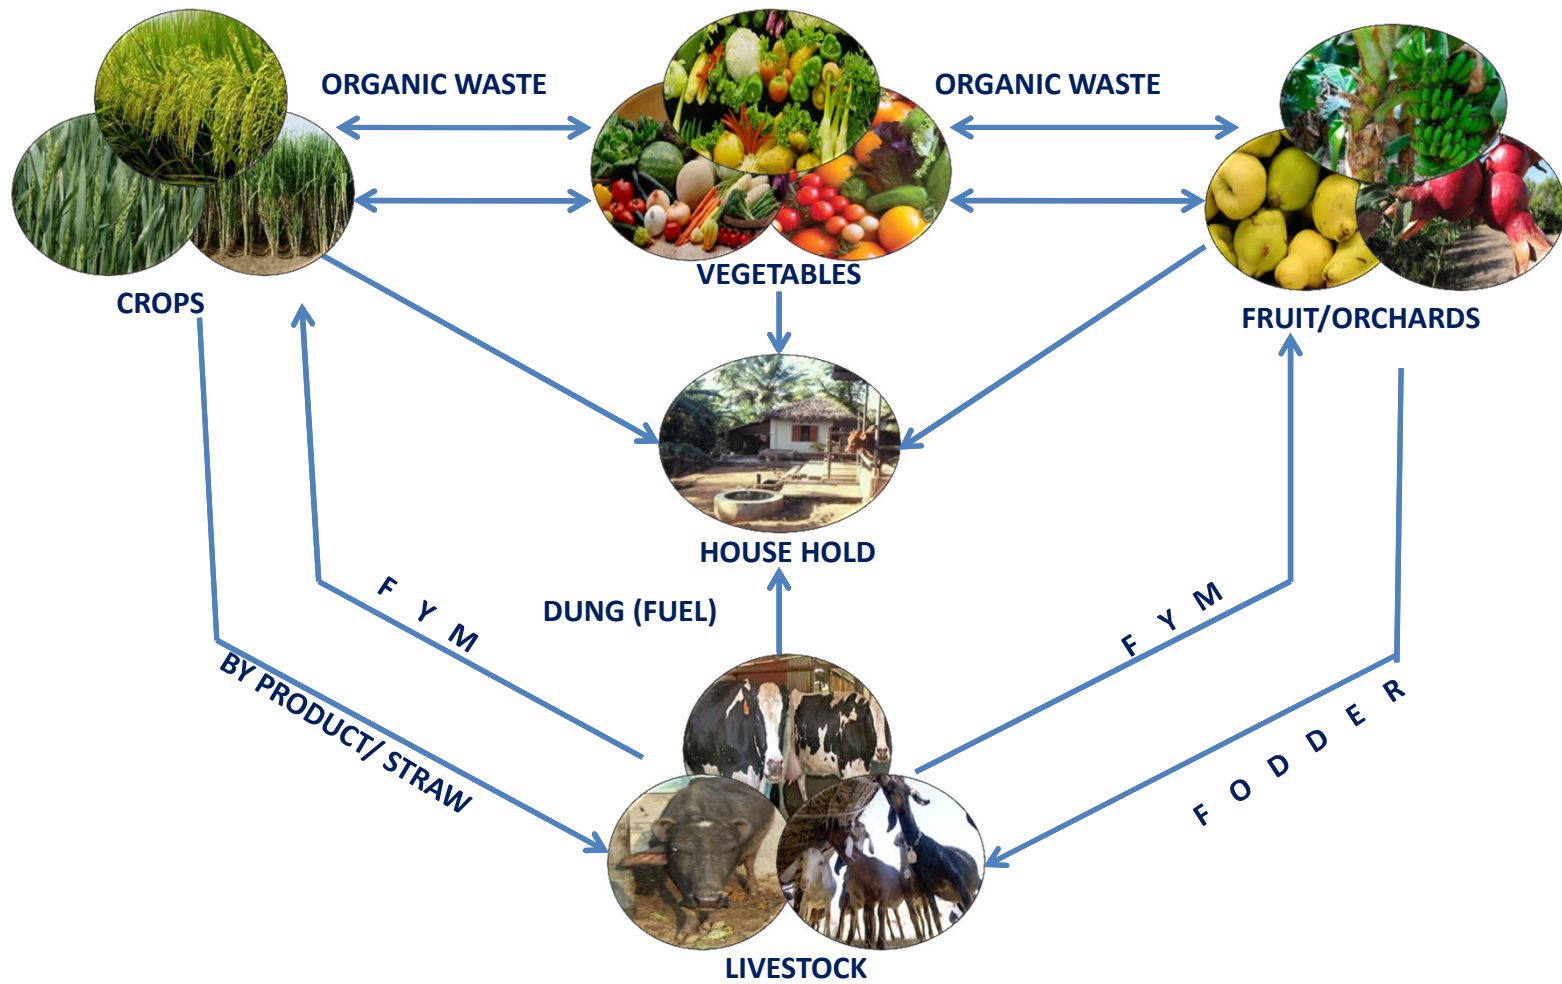 ORGANIC WASTE
ORGANIC WASTE
CROPS
VEGETABLES
FRUIT/ORCHARDS
HOUSE HOLD
DUNG (FUEL)
F Y M
F Y M
BY PRODUCT/ STRAW
F O D D E R
LIVESTOCK